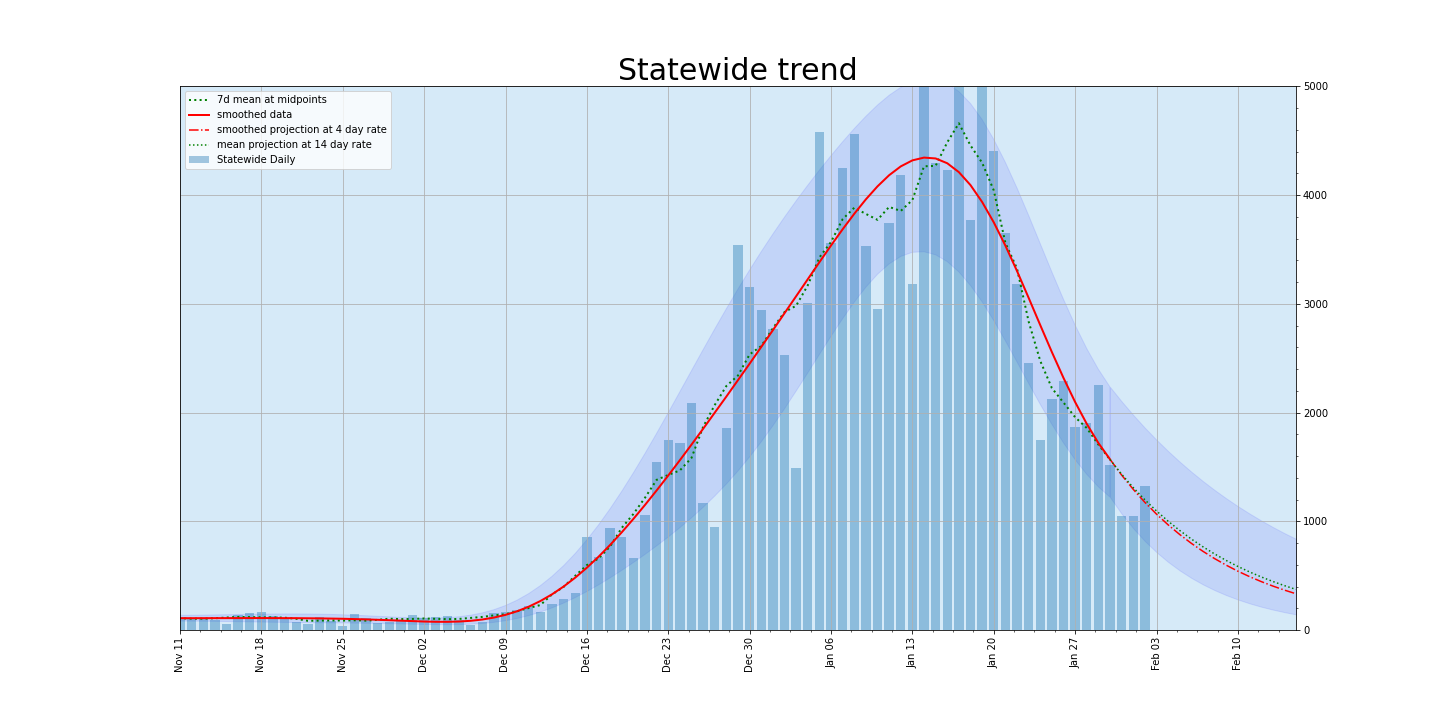 Statewide trend
7d mean at midpoints
smoothed data
smoothed projection at 4 day rate
mean projection at 14 day rate
Statewide Daily
5000
4000
3000
2000
1000
0
Nov 11
Nov 18
Nov 25
Dec 02
Dec 09
Dec 16
Dec 23
Dec 30
Jan 06
Jan 13
Jan 20
Jan 27
Feb 03
Feb 10